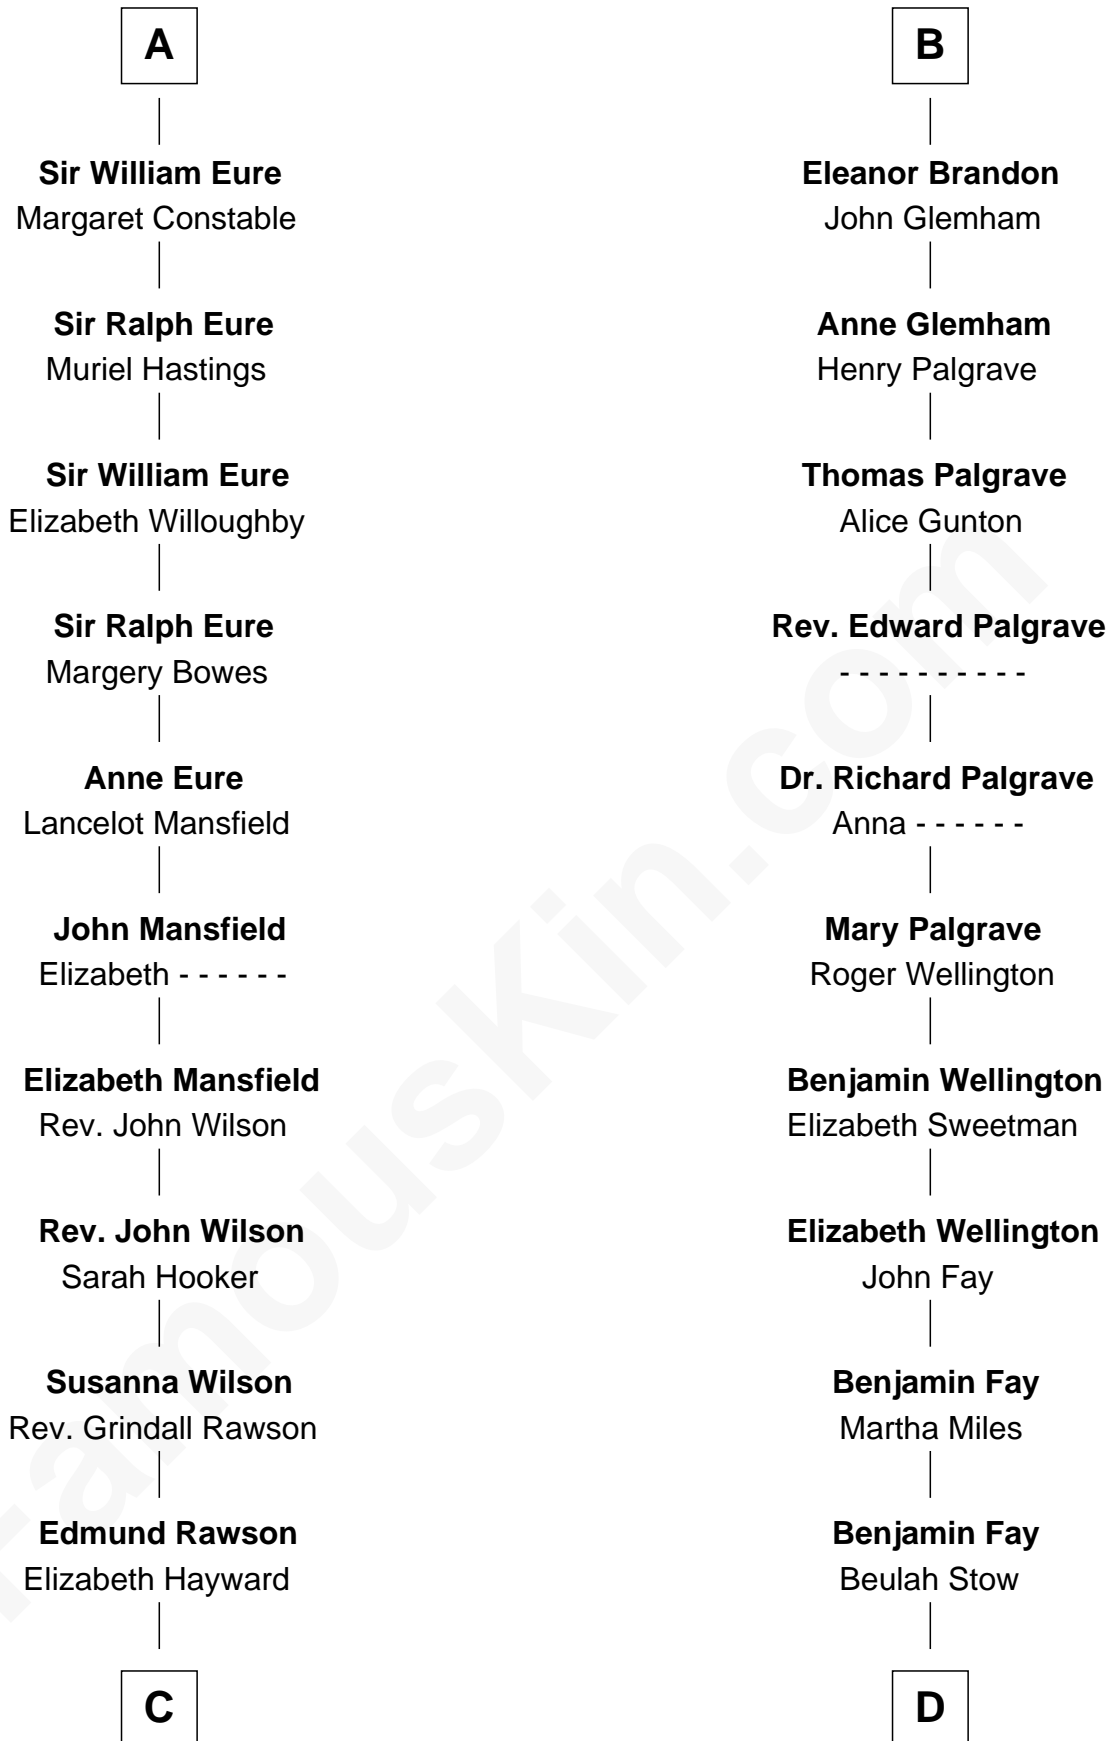 A
Sir William Eure
Margaret Constable
Sir Ralph Eure
Muriel Hastings
Sir William Eure
Elizabeth Willoughby
Sir Ralph Eure
Margery Bowes
Anne Eure
Lancelot Mansfield
John Mansfield
Elizabeth - - - - - -
Elizabeth Mansfield
Rev. John Wilson
Rev. John Wilson
Sarah Hooker
Susanna Wilson
Rev. Grindall Rawson
Edmund Rawson
Elizabeth Hayward
C
B
Eleanor Brandon
John Glemham
Anne Glemham
Henry Palgrave
Thomas Palgrave
Alice Gunton
Rev. Edward Palgrave
- - - - - - - - - -
Dr. Richard Palgrave
Anna - - - - - -
Mary Palgrave
Roger Wellington
Benjamin Wellington
Elizabeth Sweetman
Elizabeth Wellington
John Fay
Benjamin Fay
Martha Miles
Benjamin Fay
Beulah Stow
D
FamousKin.com